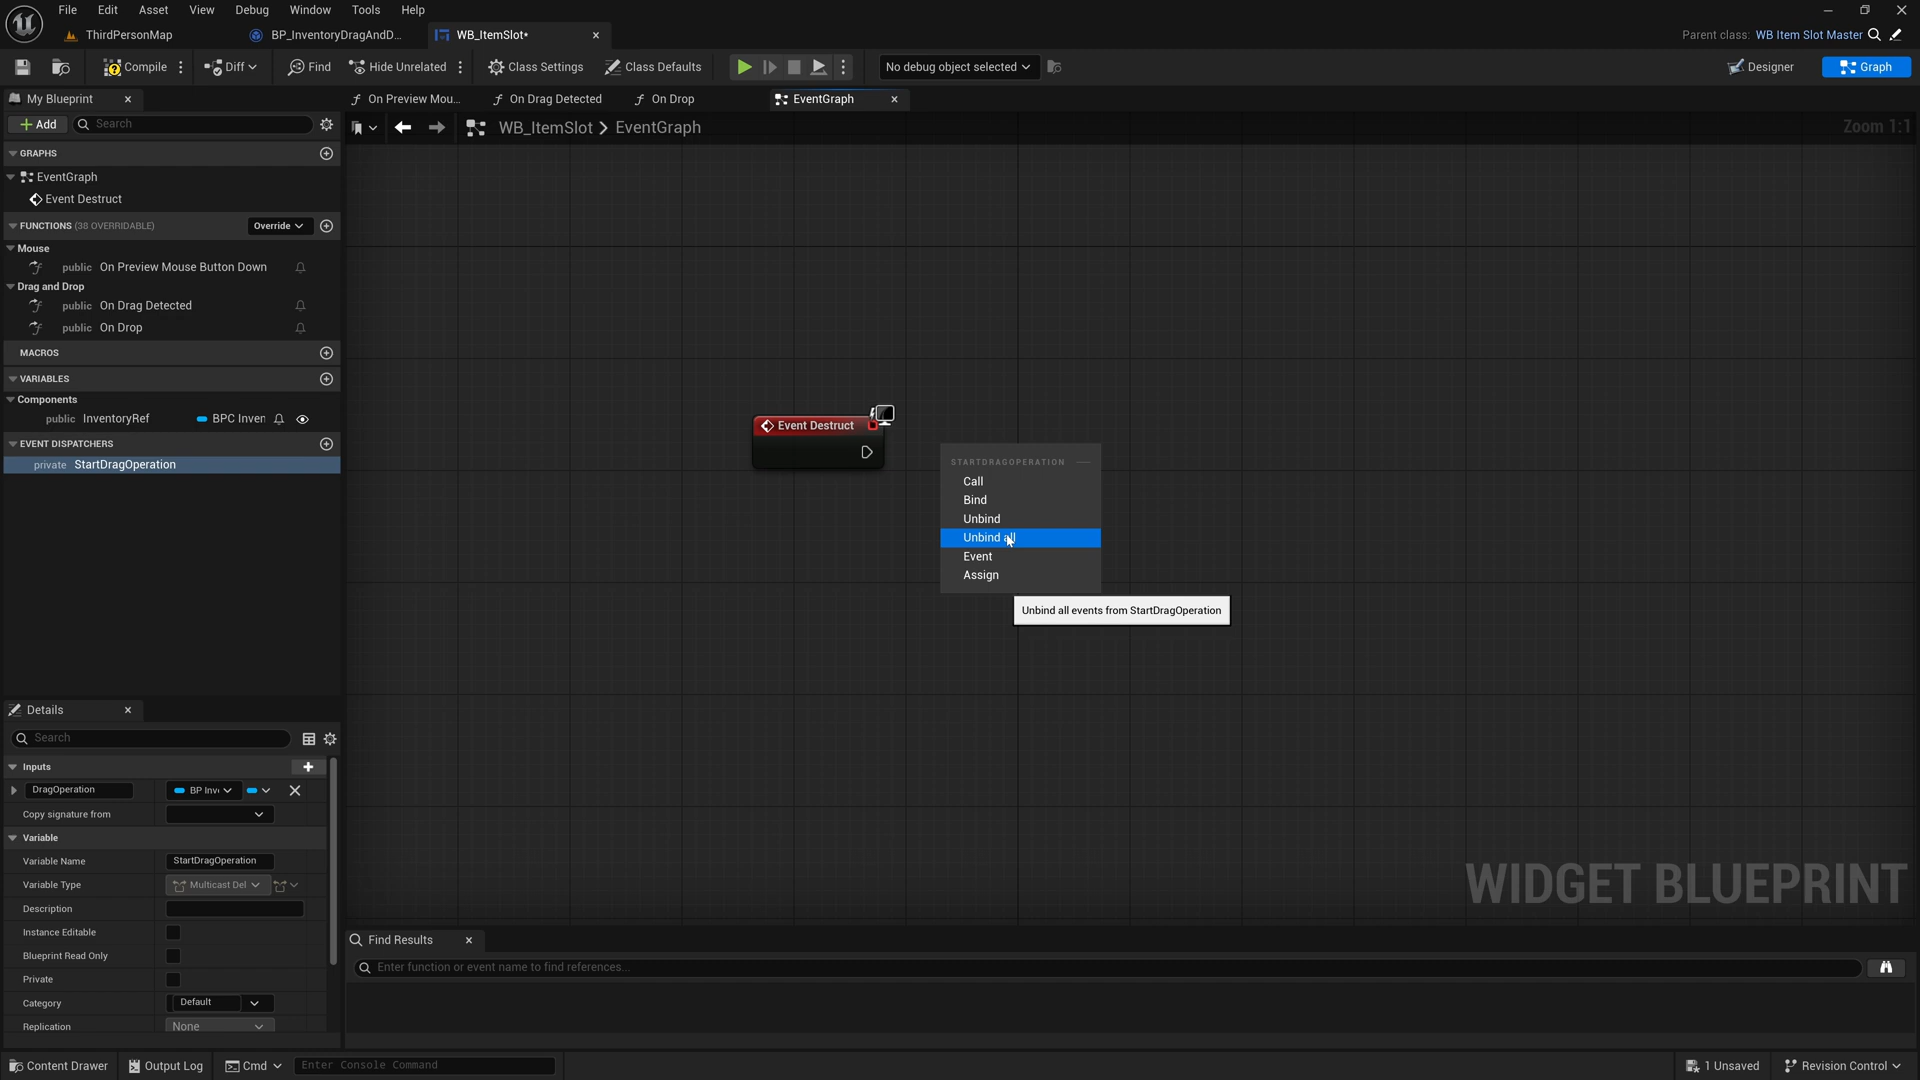 File Edit Asset View Debug Window Tools Help
ThirdPersonMap BP_InventoryDragAndD... WB_ItemSlot* Parent class: WB Item Slot Master
Compile Diff Find Hide Unrelated Class Settings Class Defaults No debug object selected Designer Graph
My Blueprint On Preview Mou... On Drag Detected On Drop EventGraph
Add Search WB_ItemSlot > EventGraph Zoom 1:1
GRAPHS
EventGraph
Event Destruct
FUNCTIONS (38 OVERRIDABLE) Override
Mouse
public On Preview Mouse Button Down
Drag and Drop
public On Drag Detected
public On Drop
MACROS
VARIABLES
Components
public InventoryRef BPC Inven
EVENT DISPATCHERS
private StartDragOperation
Event Destruct
STARTDRAGOPERATION
Call
Bind
Unbind
Unbind all
Event
Assign
Unbind all events from StartDragOperation
Details
Search
Inputs
DragOperation BP Inv
Copy signature from
Variable
Variable Name StartDragOperation
Variable Type Multicast Del
Description
Instance Editable
Blueprint Read Only
Private
Category Default
Replication None
WIDGET BLUEPRINT
Find Results
Enter function or event name to find references...
Content Drawer Output Log Cmd Enter Console Command 1 Unsaved Revision Control